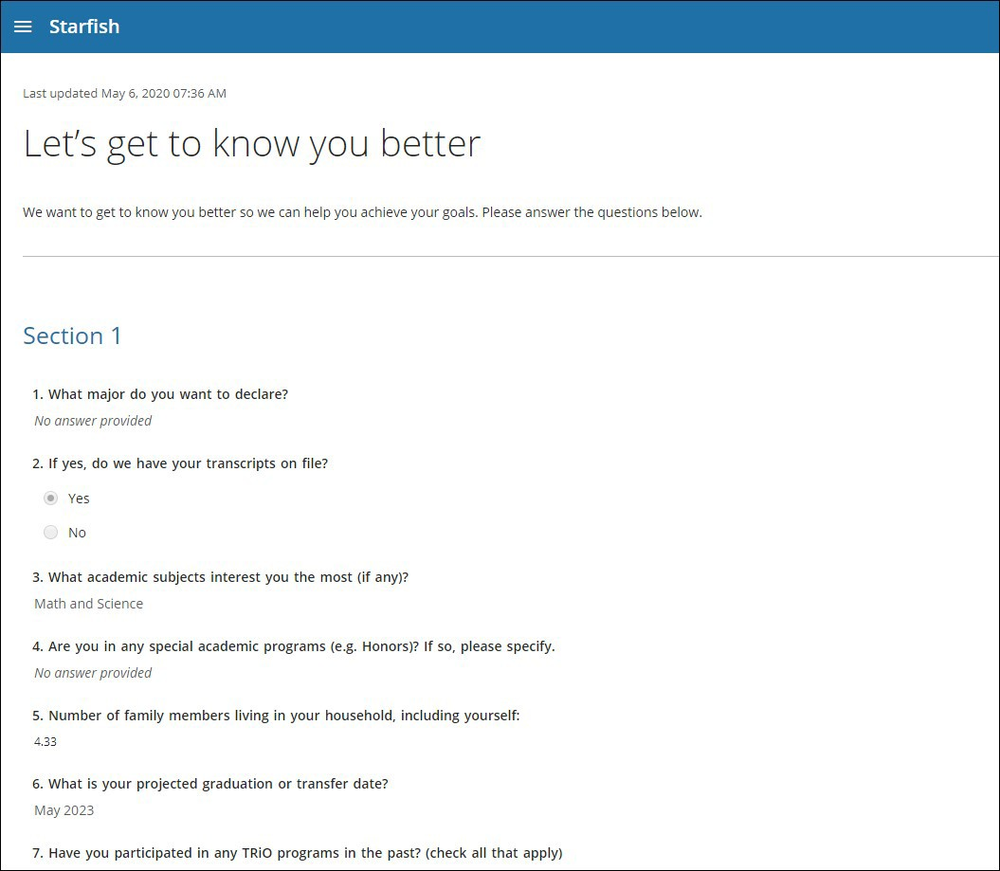 Starfish
Last updated May 6, 2020 07:36 AM
Let’s get to know you better
We want to get to know you better so we can help you achieve your goals. Please answer the questions below.
Section 1
1. What major do you want to declare?
No answer provided
2. If yes, do we have your transcripts on file?
Yes
No
3. What academic subjects interest you the most (if any)?
Math and Science
4. Are you in any special academic programs (e.g. Honors)? If so, please specify.
No answer provided
5. Number of family members living in your household, including yourself:
4.33
6. What is your projected graduation or transfer date?
May 2023
7. Have you participated in any TRiO programs in the past? (check all that apply)